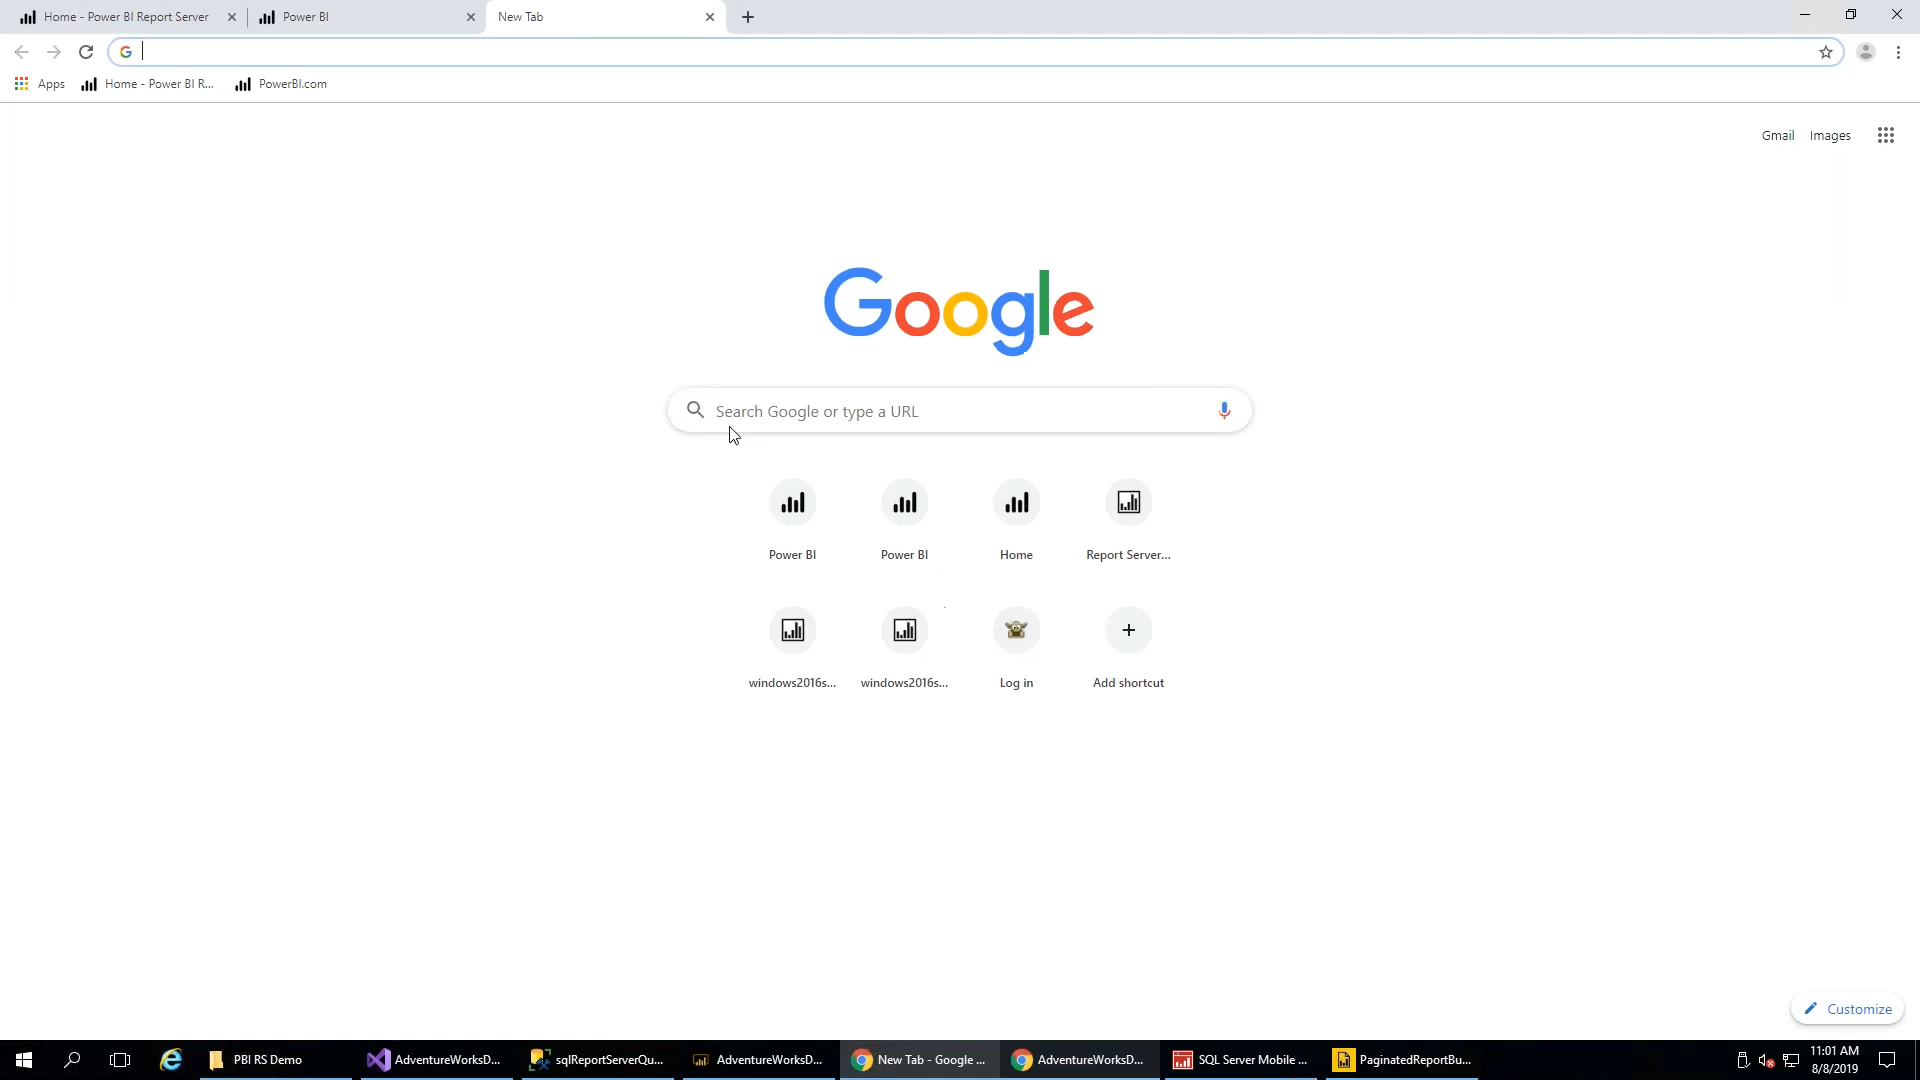 Home - Power BI Report Server
Power BI
New Tab
Apps
Home - Power BI R...
PowerBI.com
Gmail
Images
Google
Search Google or type a URL
Power BI
Power BI
Home
Report Server...
windows2016s...
windows2016s...
Log in
Add shortcut
Customize
PBI RS Demo
AdventureWorksD...
sqlReportServerQu...
AdventureWorksD...
New Tab - Google ...
AdventureWorksD...
SQL Server Mobile ...
PaginatedReportBu...
11:01 AM
8/8/2019